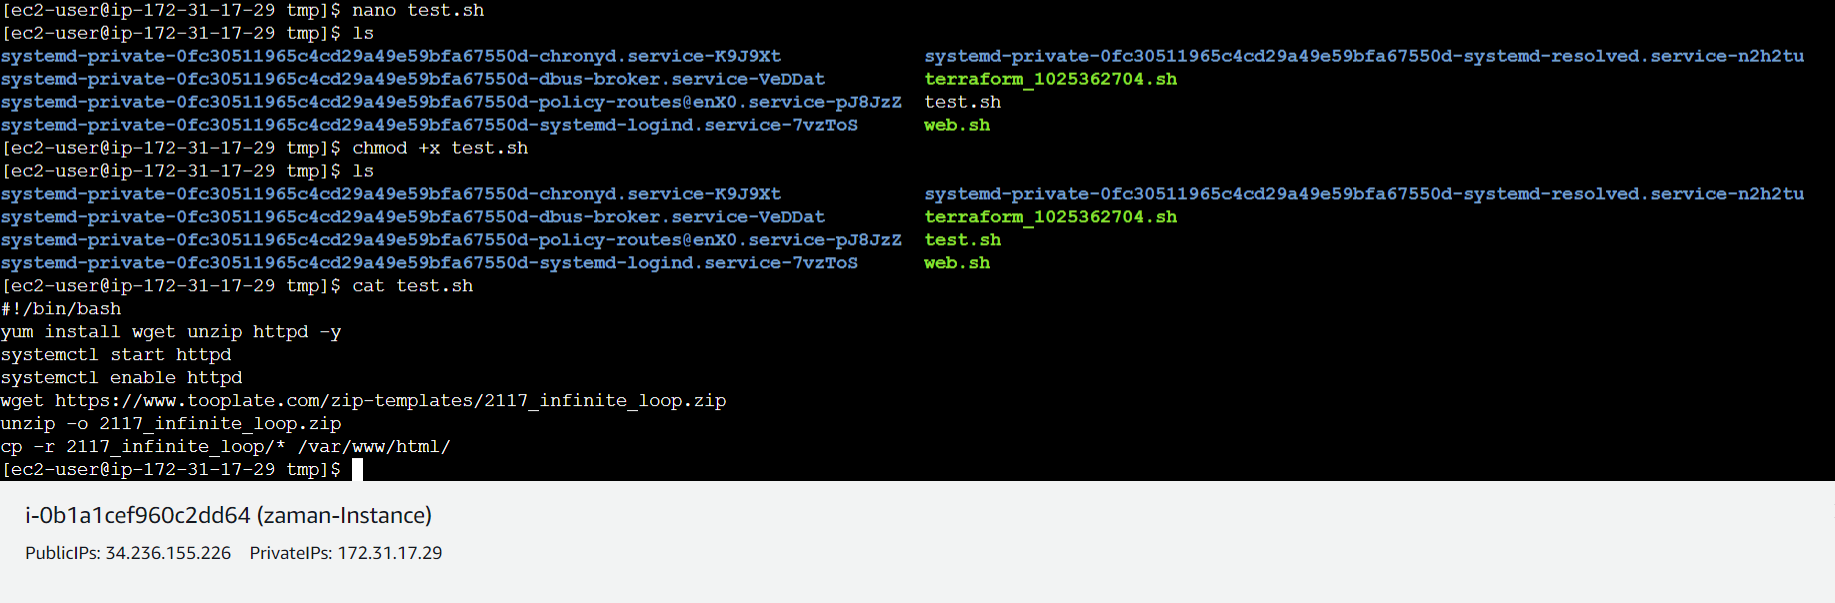 [ec2-user@ip-172-31-17-29 tmp]$ nano test.sh
[ec2-user@ip-172-31-17-29 tmp]$ ls
systemd-private-0fc30511965c4cd29a49e59bfa67550d-chronyd.service-K9J9Xt systemd-private-0fc30511965c4cd29a49e59bfa67550d-systemd-resolved.service-n2h2tu
systemd-private-0fc30511965c4cd29a49e59bfa67550d-dbus-broker.service-VeDDat terraform_1025362704.sh
systemd-private-0fc30511965c4cd29a49e59bfa67550d-policy-routes@enX0.service-pJ8JzZ test.sh
systemd-private-0fc30511965c4cd29a49e59bfa67550d-systemd-logind.service-7vzToS web.sh
[ec2-user@ip-172-31-17-29 tmp]$ chmod +x test.sh
[ec2-user@ip-172-31-17-29 tmp]$ ls
systemd-private-0fc30511965c4cd29a49e59bfa67550d-chronyd.service-K9J9Xt systemd-private-0fc30511965c4cd29a49e59bfa67550d-systemd-resolved.service-n2h2tu
systemd-private-0fc30511965c4cd29a49e59bfa67550d-dbus-broker.service-VeDDat terraform_1025362704.sh
systemd-private-0fc30511965c4cd29a49e59bfa67550d-policy-routes@enX0.service-pJ8JzZ test.sh
systemd-private-0fc30511965c4cd29a49e59bfa67550d-systemd-logind.service-7vzToS web.sh
[ec2-user@ip-172-31-17-29 tmp]$ cat test.sh
#!/bin/bash
yum install wget unzip httpd -y
systemctl start httpd
systemctl enable httpd
wget https://www.tooplate.com/zip-templates/2117_infinite_loop.zip
unzip -o 2117_infinite_loop.zip
cp -r 2117_infinite_loop/* /var/www/html/
[ec2-user@ip-172-31-17-29 tmp]$
i-0b1a1cef960c2dd64 (zaman-Instance)
PublicIPs: 34.236.155.226 PrivateIPs: 172.31.17.29